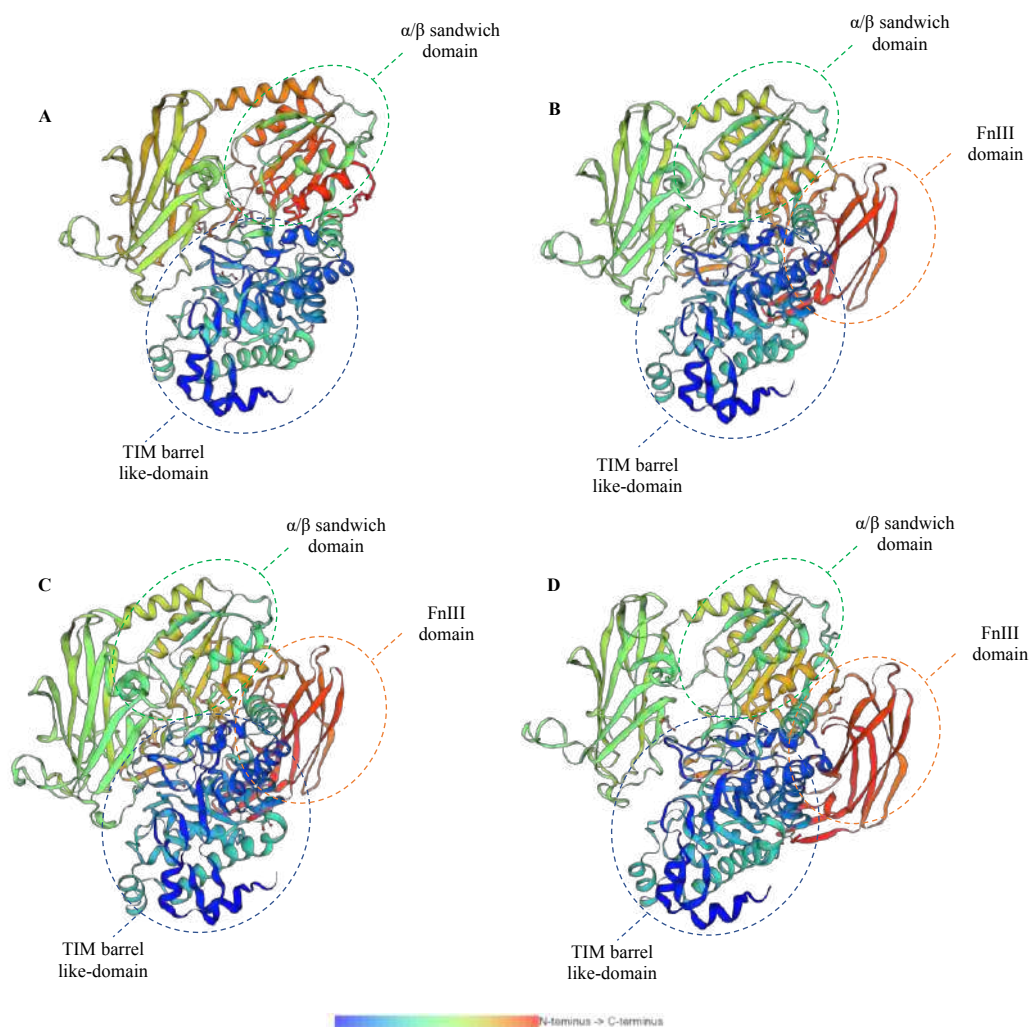 α/β sandwich
domain
A
α/β sandwich
domain
B
FnIII
domain
TIM barrel
like-domain
TIM barrel
like-domain
α/β sandwich
domain
C
FnIII
domain
α/β sandwich
domain
D
FnIII
domain
TIM barrel
like-domain
TIM barrel
like-domain
N-teminus -> C-terminus